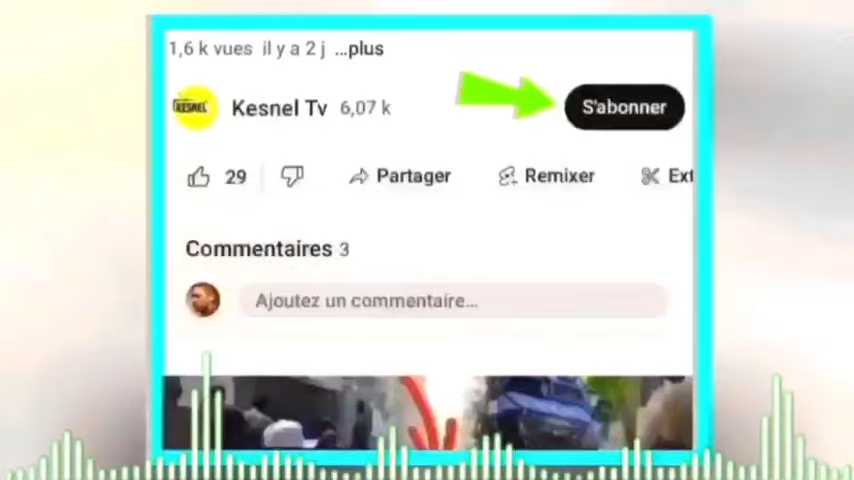 1,6 k vues il y a 2 j ...plus
KESNEL
Kesnel Tv 6,07 k
S'abonner
29
Partager
Remixer
Ext
Commentaires 3
Ajoutez un commentaire...